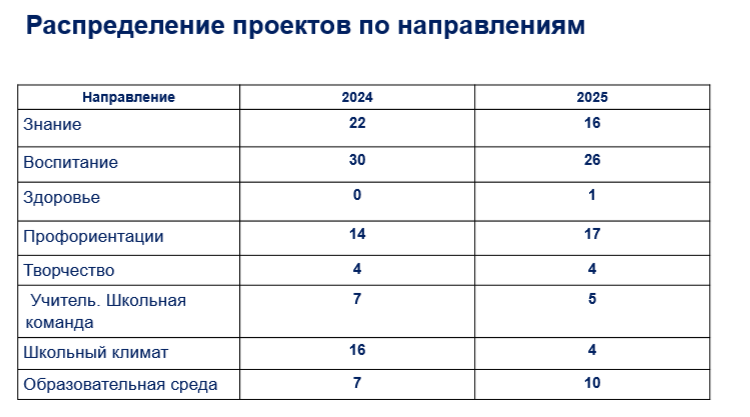 Распределение проектов по направлениям
Направление 2024 2025
Знание 22 16
Воспитание 30 26
Здоровье 0 1
Профориентации 14 17
Творчество 4 4
Учитель. Школьная 7 5
команда
Школьный климат 16 4
Образовательная среда 7 10